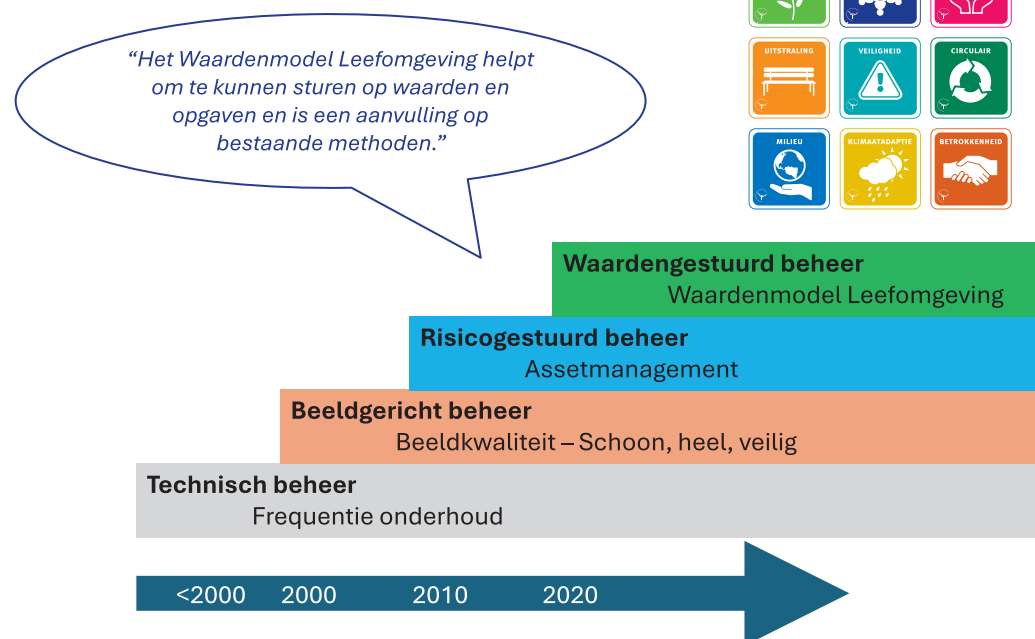 “Het Waardenmodel Leefomgeving helpt
om te kunnen sturen op waarden en
opgaven en is een aanvulling op
bestaande methoden.”
UITSTRALING
VEILIGHEID
CIRCULAIR
MILIEU
KLIMAATADAPTIE
BETROKKENHEID
Waardengestuurd beheer
Waardenmodel Leefomgeving
Risicogestuurd beheer
Assetmanagement
Beeldgericht beheer
Beeldkwaliteit – Schoon, heel, veilig
Technisch beheer
Frequentie onderhoud
<2000 2000 2010 2020